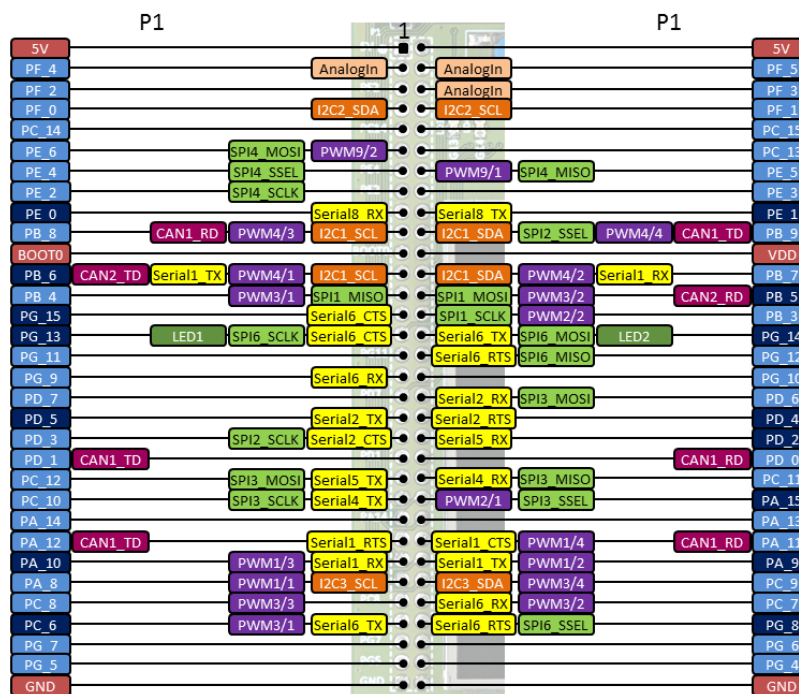 P1 P1
1
5V 5V
PF_4 AnalogIn AnalogIn PF_5
PF_2 AnalogIn PF_3
PF_0 I2C2_SDA I2C2_SCL PF_1
PC_14 PC_15
PE_6 SPI4_MOSI PWM9/2 PC_13
PE_4 SPI4_SSEL PWM9/1 SPI4_MISO PE_5
PE_2 SPI4_SCLK PE_3
PE_0 Serial8_RX Serial8_TX PE_1
PB_8 CAN1_RD PWM4/3 I2C1_SCL I2C1_SDA SPI2_SSEL PWM4/4 CAN1_TD PB_9
BOOT0 VDD
PB_6 CAN2_TD Serial1_TX PWM4/1 I2C1_SCL I2C1_SDA PWM4/2 Serial1_RX PB_7
PB_4 PWM3/1 SPI1_MISO SPI1_MOSI PWM3/2 CAN2_RD PB_5
PG_15 Serial6_CTS SPI1_SCLK PWM2/2 PB_3
PG_13 LED1 SPI6_SCLK Serial6_CTS Serial6_TX SPI6_MOSI LED2 PG_14
PG_11 Serial6_RTS SPI6_MISO PG_12
PG_9 Serial6_RX PG_10
PD_7 Serial2_RX SPI3_MOSI PD_6
PD_5 Serial2_TX Serial2_RTS PD_4
PD_3 SPI2_SCLK Serial2_CTS Serial5_RX PD_2
PD_1 CAN1_TD CAN1_RD PD_0
PC_12 SPI3_MOSI Serial5_TX Serial4_RX SPI3_MISO PC_11
PC_10 SPI3_SCLK Serial4_TX PWM2/1 SPI3_SSEL PA_15
PA_14 PA_13
PA_12 CAN1_TD Serial1_RTS Serial1_CTS PWM1/4 CAN1_RD PA_11
PA_10 PWM1/3 Serial1_RX Serial1_TX PWM1/2 PA_9
PA_8 PWM1/1 I2C3_SCL I2C3_SDA PWM3/4 PC_9
PC_8 PWM3/3 Serial6_RX PWM3/2 PC_7
PC_6 PWM3/1 Serial6_TX Serial6_RTS SPI6_SSEL PG_8
PG_7 PG_6
PG_5 PG_4
GND GND